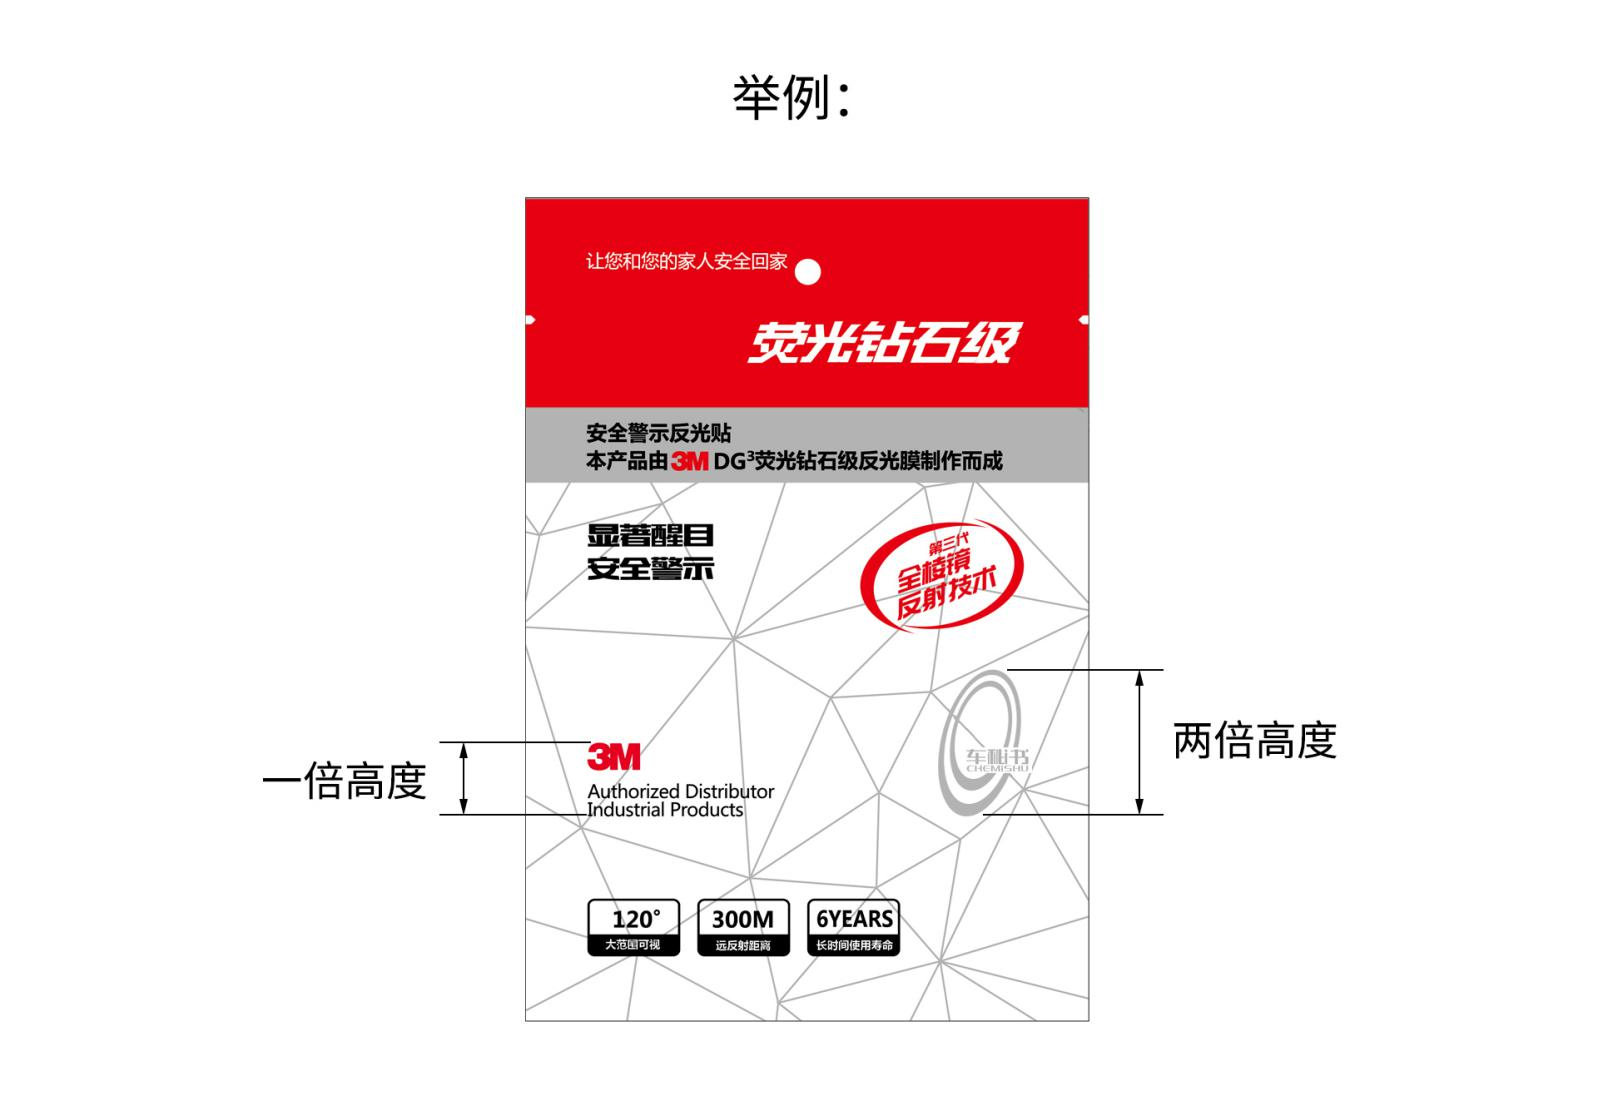 举例：
让您和您的家人安全回家
荧光钻石级
安全警示反光贴
本产品由3M DG³荧光钻石级反光膜制作而成
显著醒目
安全警示
第三代
全棱镜
反射技术
两倍高度
车秘书
CHEMISHU
一倍高度
3M
Authorized Distributor
Industrial Products
120°
大范围可视
300M
远反射距离
6YEARS
长时间使用寿命